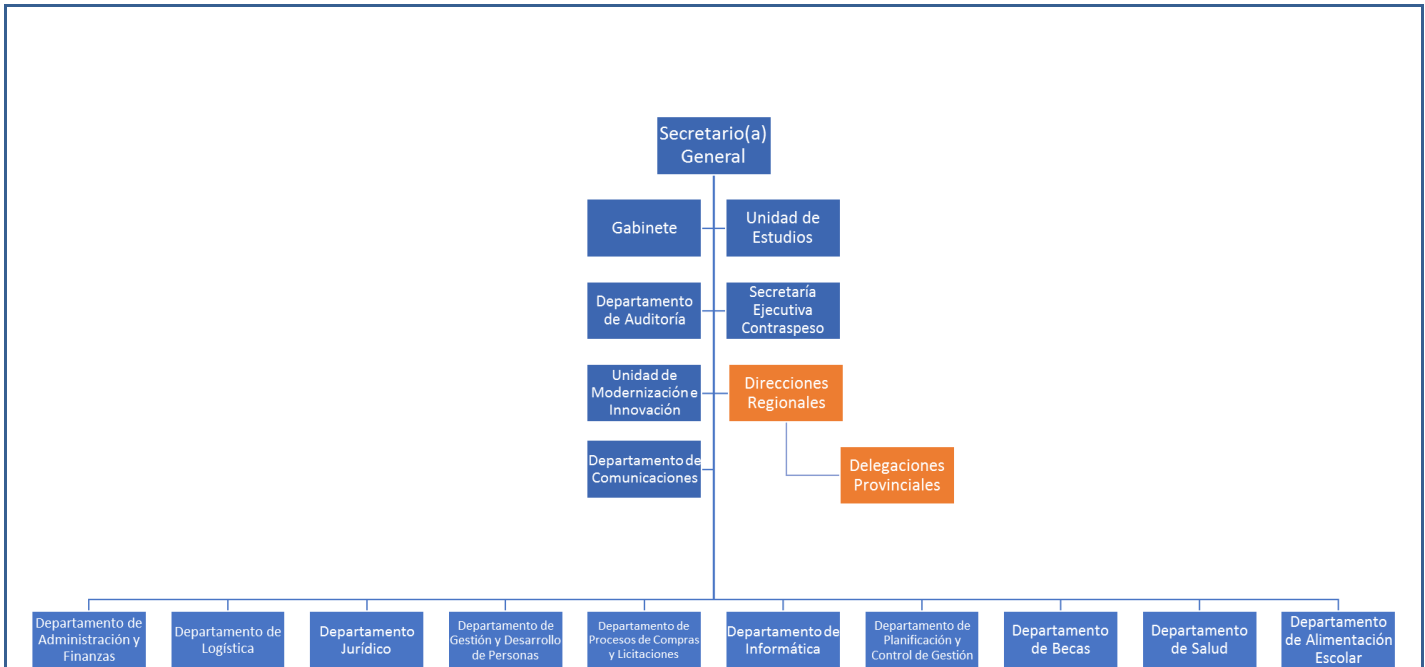 Secretario(a)
General
Gabinete
Unidad de
Estudios
Departamento
de Auditoría
Secretaría
Ejecutiva
Contraspeso
Unidad de
Modernización e
Innovación
Direcciones
Regionales
Departamento de
Comunicaciones
Delegaciones
Provinciales
Departamento de
Administración y
Finanzas
Departamento de
Logística
Departamento
Jurídico
Departamento de
Gestión y Desarrollo
de Personas
Departamento de
Procesos de Compras
y Licitaciones
Departamento de
Informática
Departamento de
Planificación y
Control de Gestión
Departamento
de Becas
Departamento
de Salud
Departamento
de Alimentación
Escolar